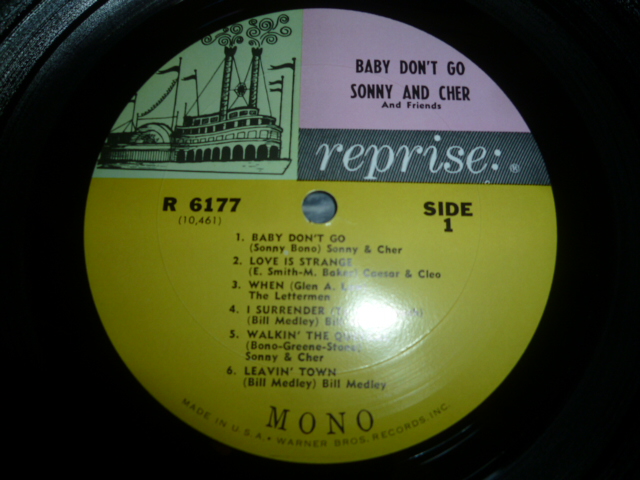 BABY DON'T GO
SONNY AND CHER
And Friends
reprise:®
R 6177
(10,461)
SIDE
1
1. BABY DON'T GO
(Sonny Bono) Sonny & Cher
2. LOVE IS STRANGE
(E. Smith-M. Baker) Caesar & Cleo
3. WHEN (Glen A.
The Lettermen
4. I SURRENDER
(Bill Medley)
5. WALKIN' THE
(Bono-Greene-Stone)
Sonny & Cher
6. LEAVIN' TOWN
(Bill Medley) Bill Medley
MONO
MADE IN U.S.A. • WARNER BROS. RECORDS INC.